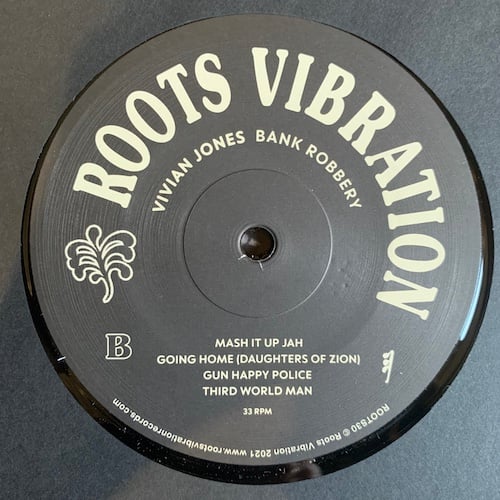 ROOTS VIBRATION
VIVIAN JONES BANK ROBBERY
B
MASH IT UP JAH
GOING HOME (DAUGHTERS OF ZION)
GUN HAPPY POLICE
THIRD WORLD MAN
33 RPM
ROOTS30 © Roots Vibration 2021 www.rootsvibrationrecords.com